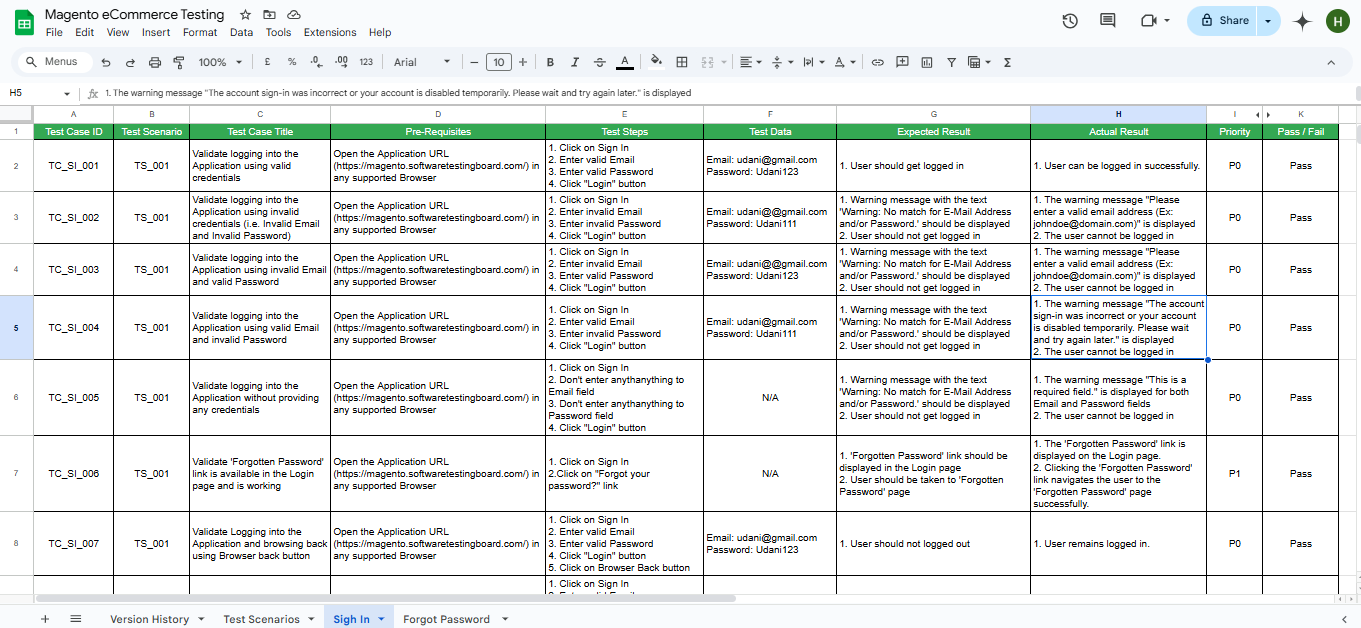 Magento eCommerce Testing
File Edit View Insert Format Data Tools Extensions Help
Share
H
Menus
100%
£ % .0 .00 123
Arial
10
B I S A
H5
fx 1. The warning message "The account sign-in was incorrect or your account is disabled temporarily. Please wait and try again later." is displayed
A B C D E F G H I K
1 Test Case ID Test Scenario Test Case Title Pre-Requisites Test Steps Test Data Expected Result Actual Result Priority Pass / Fail
2
TC_SI_001
TS_001
Validate logging into the
Application using valid
credentials
Open the Application URL
(https://magento.softwaretestingboard.com/) in
any supported Browser
1. Click on Sign In
2. Enter valid Email
3. Enter valid Password
4. Click "Login" button
Email: udani@gmail.com
Password: Udani123
1. User should get logged in
1. User can be logged in successfully.
P0
Pass
3
TC_SI_002
TS_001
Validate logging into the
Application using invalid
credentials (i.e. Invalid Email
and Invalid Password)
Open the Application URL
(https://magento.softwaretestingboard.com/) in
any supported Browser
1. Click on Sign In
2. Enter invalid Email
3. Enter invalid Password
4. Click "Login" button
Email: udani@@gmail.com
Password: Udani111
1. Warning message with the text
'Warning: No match for E-Mail Address
and/or Password.' should be displayed
2. User should not get logged in
1. The warning message "Please
enter a valid email address (Ex:
johndoe@domain.com)" is displayed
2. The user cannot be logged in
P0
Pass
4
TC_SI_003
TS_001
Validate logging into the
Application using invalid Email
and valid Password
Open the Application URL
(https://magento.softwaretestingboard.com/) in
any supported Browser
1. Click on Sign In
2. Enter invalid Email
3. Enter valid Password
4. Click "Login" button
Email: udani@@gmail.com
Password: Udani123
1. Warning message with the text
'Warning: No match for E-Mail Address
and/or Password.' should be displayed
2. User should not get logged in
1. The warning message "Please
enter a valid email address (Ex:
johndoe@domain.com)" is displayed
2. The user cannot be logged in
P0
Pass
5
TC_SI_004
TS_001
Validate logging into the
Application using valid Email
and invalid Password
Open the Application URL
(https://magento.softwaretestingboard.com/) in
any supported Browser
1. Click on Sign In
2. Enter valid Email
3. Enter invalid Password
4. Click "Login" button
Email: udani@gmail.com
Password: Udani111
1. Warning message with the text
'Warning: No match for E-Mail Address
and/or Password.' should be displayed
2. User should not get logged in
1. The warning message "The account
sign-in was incorrect or your account
is disabled temporarily. Please wait
and try again later." is displayed
2. The user cannot be logged in
P0
Pass
6
TC_SI_005
TS_001
Validate logging into the
Application without providing
any credentials
Open the Application URL
(https://magento.softwaretestingboard.com/) in
any supported Browser
1. Click on Sign In
2. Don't enter anythanything to
Email field
3. Don't enter anythanything to
Password field
4. Click "Login" button
N/A
1. Warning message with the text
'Warning: No match for E-Mail Address
and/or Password.' should be displayed
2. User should not get logged in
1. The warning message "This is a
required field." is displayed for both
Email and Password fields
2. The user cannot be logged in
P0
Pass
7
TC_SI_006
TS_001
Validate 'Forgotten Password'
link is available in the Login
page and is working
Open the Application URL
(https://magento.softwaretestingboard.com/) in
any supported Browser
1. Click on Sign In
2.Click on "Forgot your
password?" link
N/A
1. 'Forgotten Password' link should be
displayed in the Login page
2. User should be taken to 'Forgotten
Password' page
1. The 'Forgotten Password' link is
displayed on the Login page.
2. Clicking the 'Forgotten Password'
link navigates the user to the
'Forgotten Password' page
successfully.
P1
Pass
8
TC_SI_007
TS_001
Validate Logging into the
Application and browsing back
using Browser back button
Open the Application URL
(https://magento.softwaretestingboard.com/) in
any supported Browser
1. Click on Sign In
2. Enter valid Email
3. Enter valid Password
4. Click "Login" button
5. Click on Browser Back button
Email: udani@gmail.com
Password: Udani123
1. User should not logged out
1. User remains logged in.
P0
Pass
1. Click on Sign In
Version History Test Scenarios Sign In Forgot Password